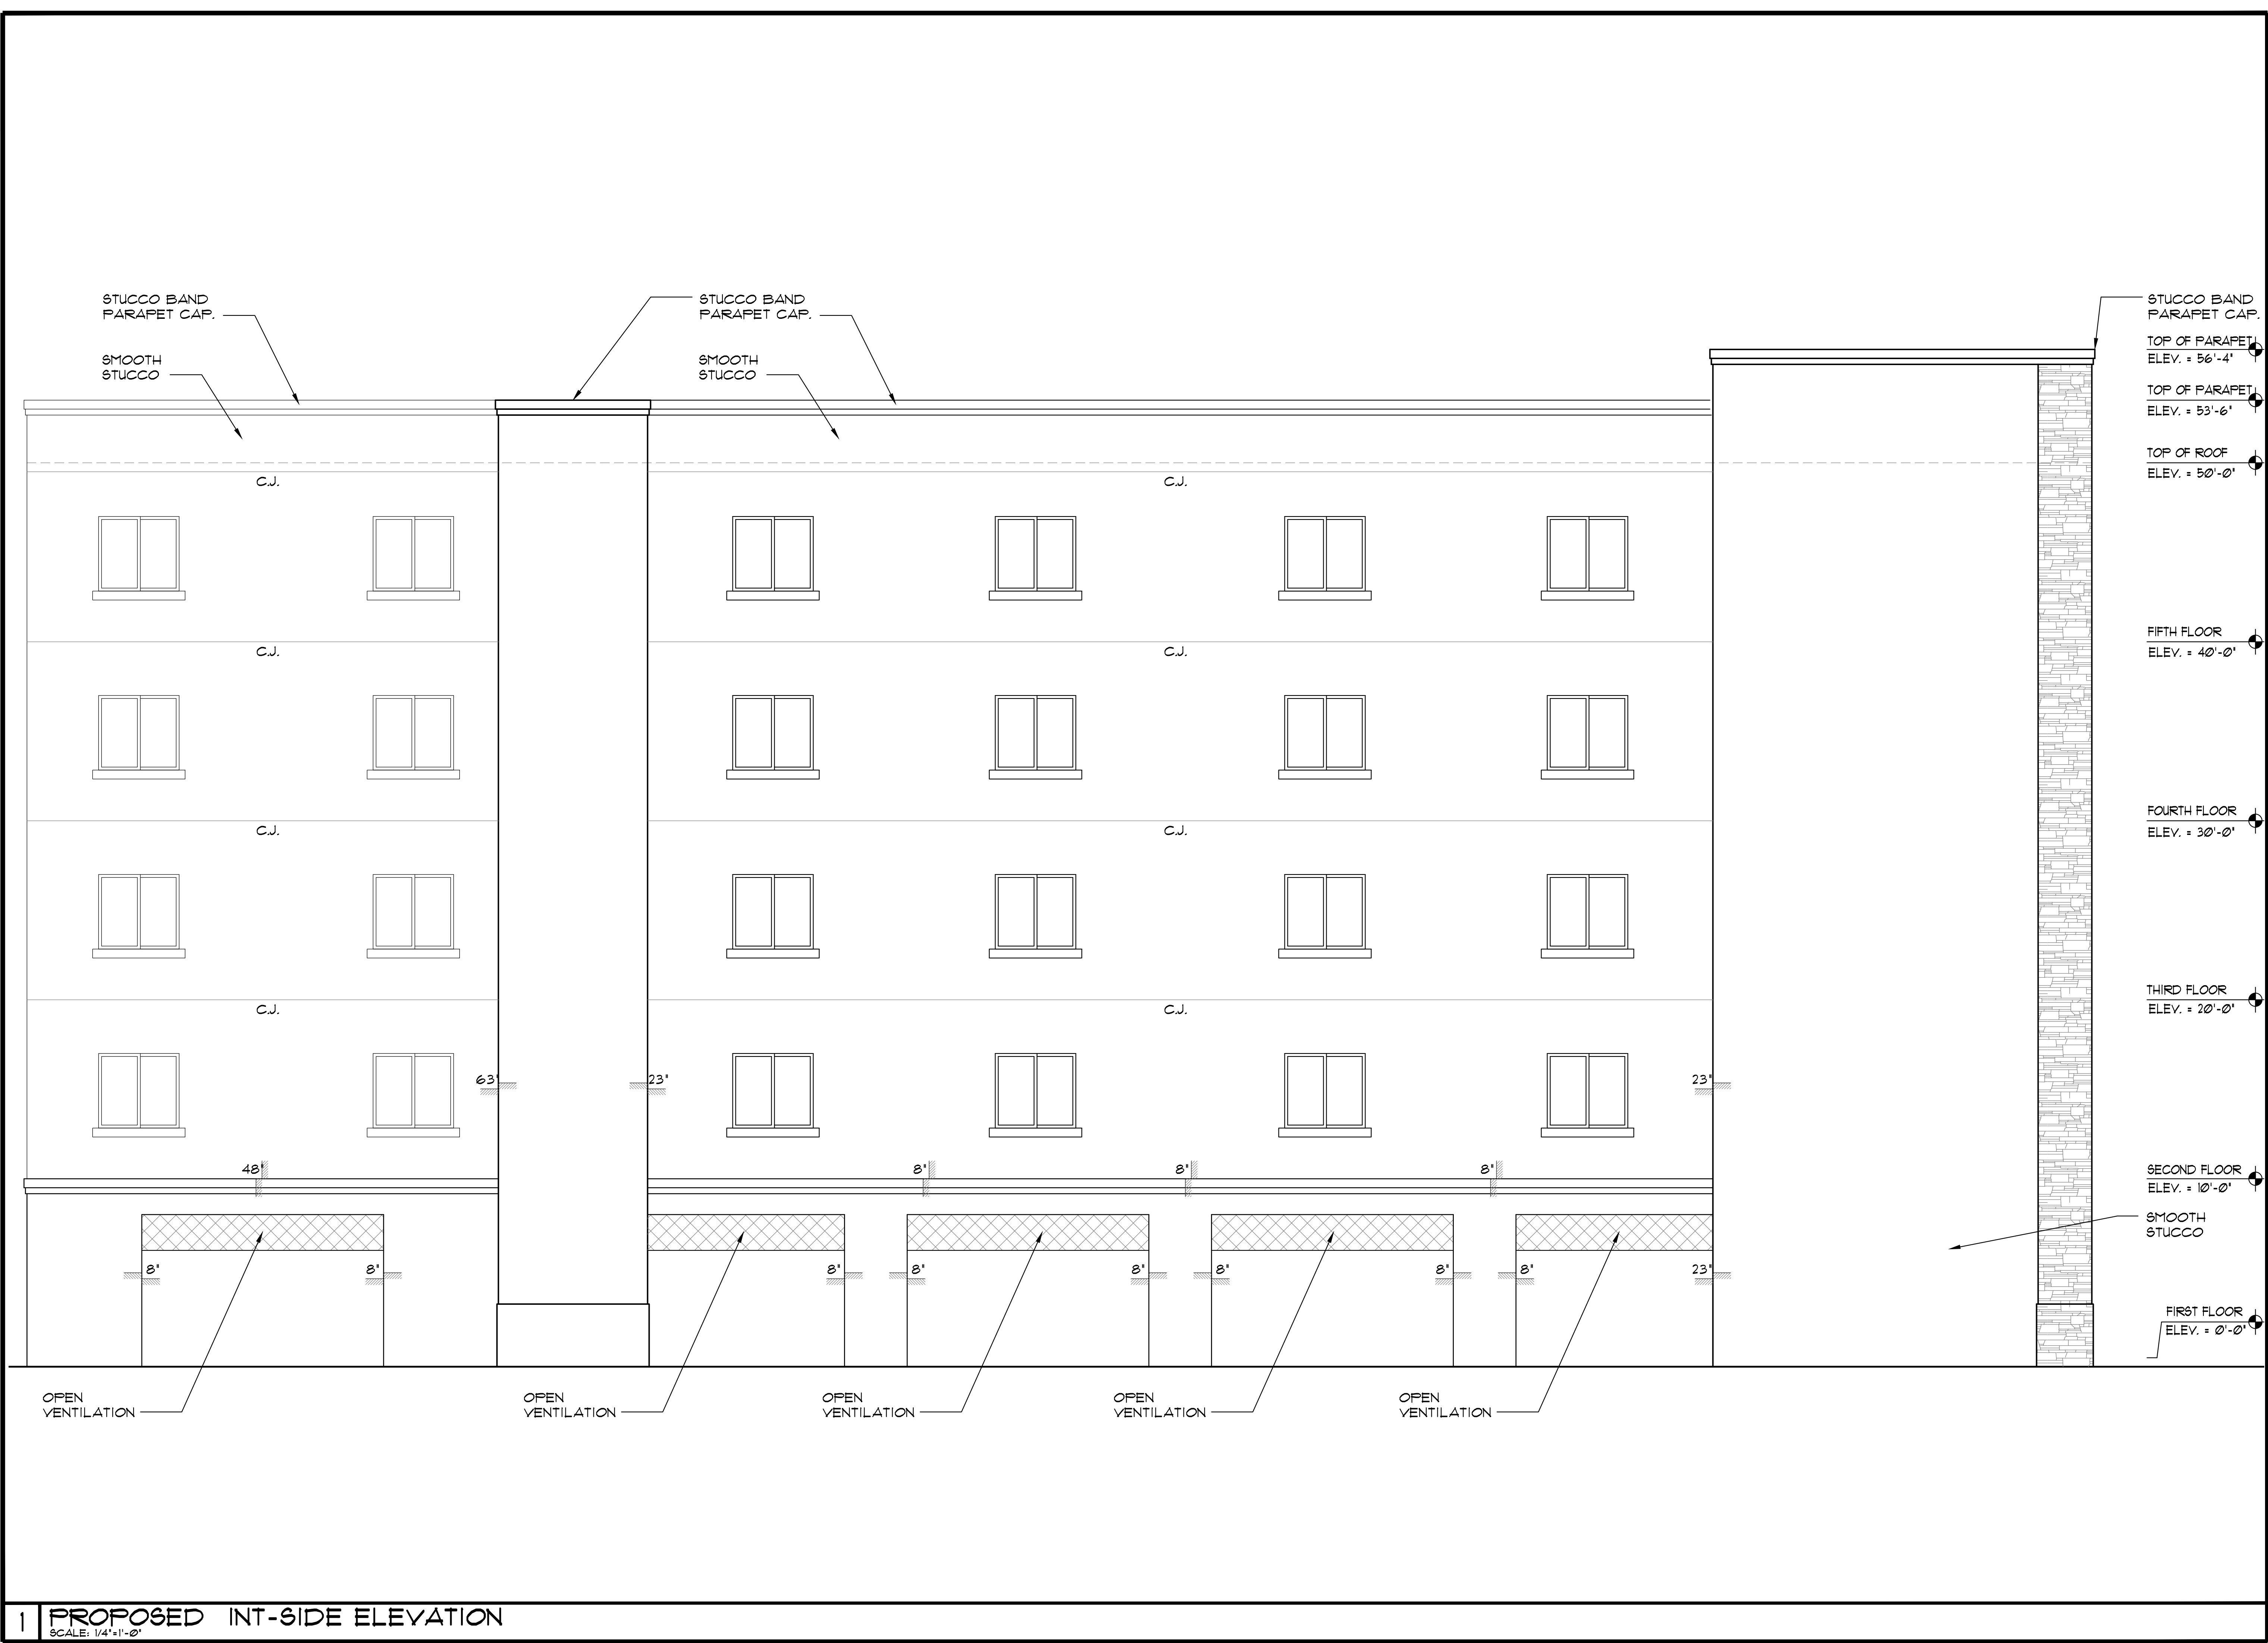 STUCCO BAND
PARAPET CAP.
STUCCO BAND
PARAPET CAP.
STUCCO BAND
PARAPET CAP.
SMOOTH
STUCCO
SMOOTH
STUCCO
TOP OF PARAPET
ELEV. = 56'-4"
TOP OF PARAPET
ELEV. = 53'-6"
TOP OF ROOF
ELEV. = 50'-0"
C.J.
C.J.
FIFTH FLOOR
ELEV. = 40'-0"
C.J.
C.J.
FOURTH FLOOR
ELEV. = 30'-0"
C.J.
C.J.
THIRD FLOOR
ELEV. = 20'-0"
C.J.
C.J.
63"
23"
23"
48"
8"
8"
8"
SECOND FLOOR
ELEV. = 10'-0"
SMOOTH
STUCCO
8"
8"
8"
8"
8"
8"
8"
8"
23"
FIRST FLOOR
ELEV. = 0'-0"
OPEN
VENTILATION
OPEN
VENTILATION
OPEN
VENTILATION
OPEN
VENTILATION
OPEN
VENTILATION
1
PROPOSED INT-SIDE ELEVATION
SCALE: 1/4"=1'-0"